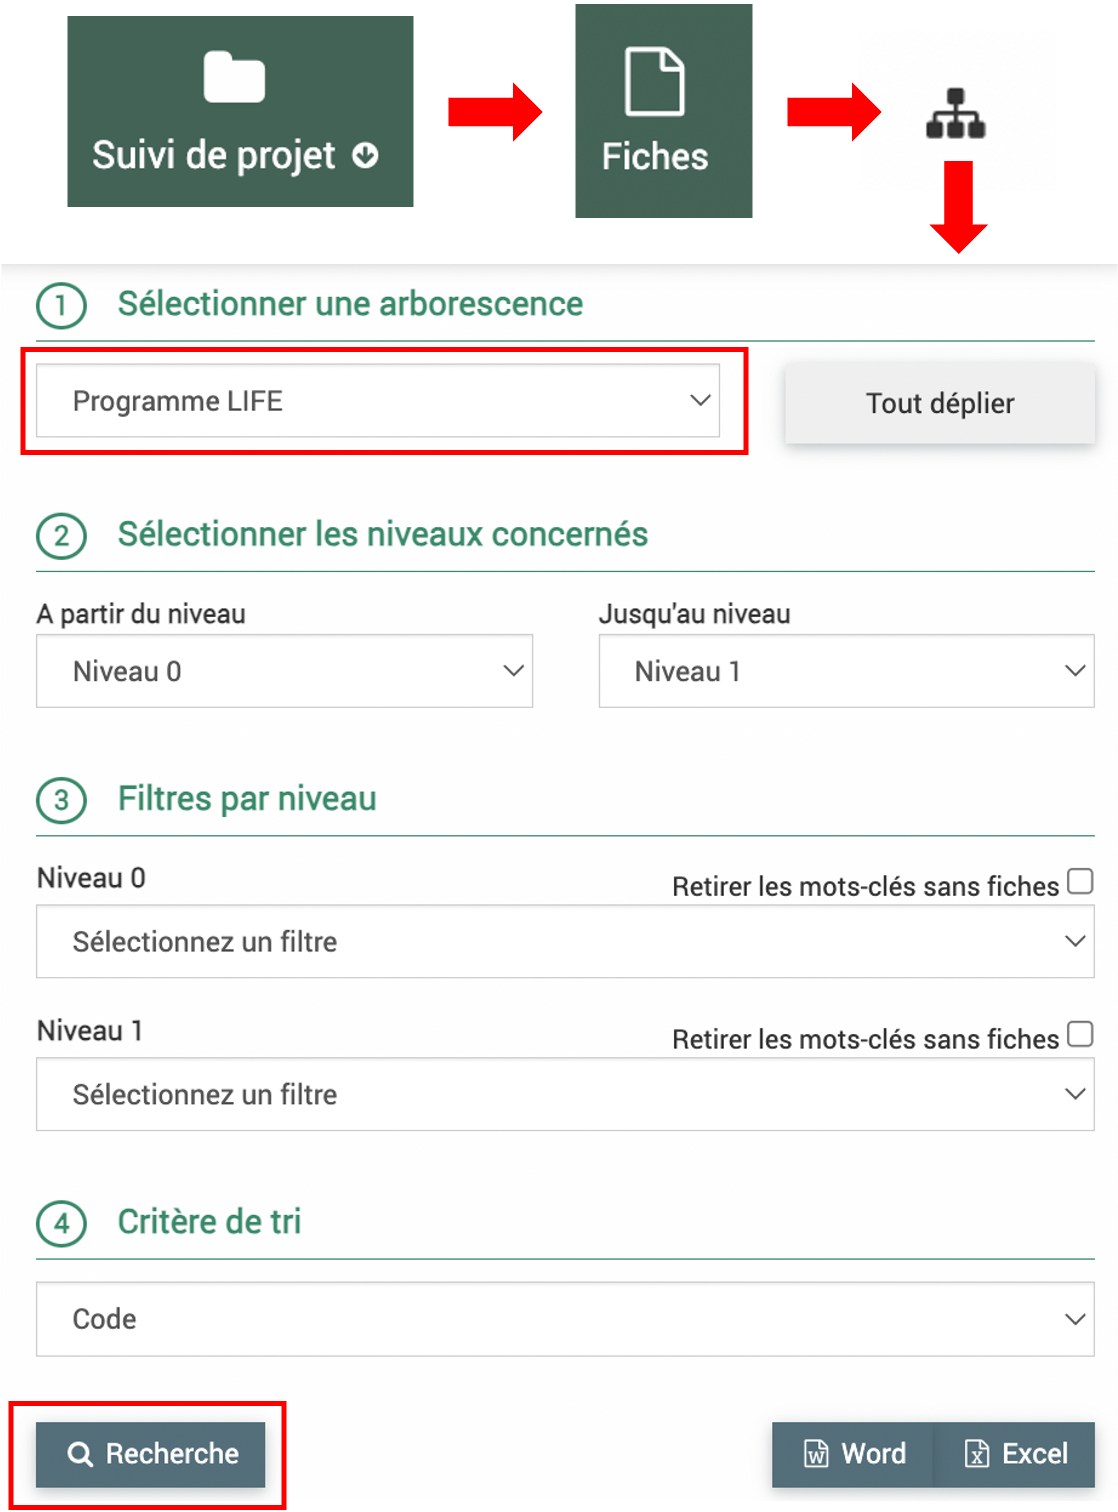 Suivi de projet
Fiches
1 Sélectionner une arborescence
Programme LIFE
Tout déplier
2 Sélectionner les niveaux concernés
A partir du niveau
Jusqu'au niveau
Niveau 0
Niveau 1
3 Filtres par niveau
Niveau 0
Retirer les mots-clés sans fiches
Sélectionnez un filtre
Niveau 1
Retirer les mots-clés sans fiches
Sélectionnez un filtre
4 Critère de tri
Code
Recherche
Word
Excel